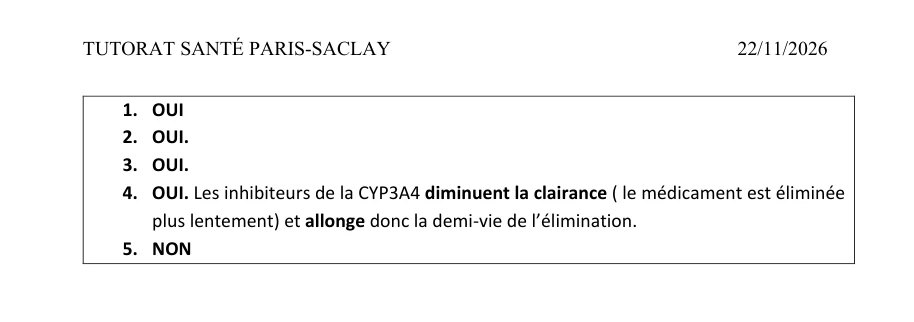 TUTORAT SANTÉ PARIS-SACLAY 22/11/2026
1. OUI
2. OUI.
3. OUI.
4. OUI. Les inhibiteurs de la CYP3A4 diminuent la clairance ( le médicament est éliminée
plus lentement) et allonge donc la demi-vie de l’élimination.
5. NON